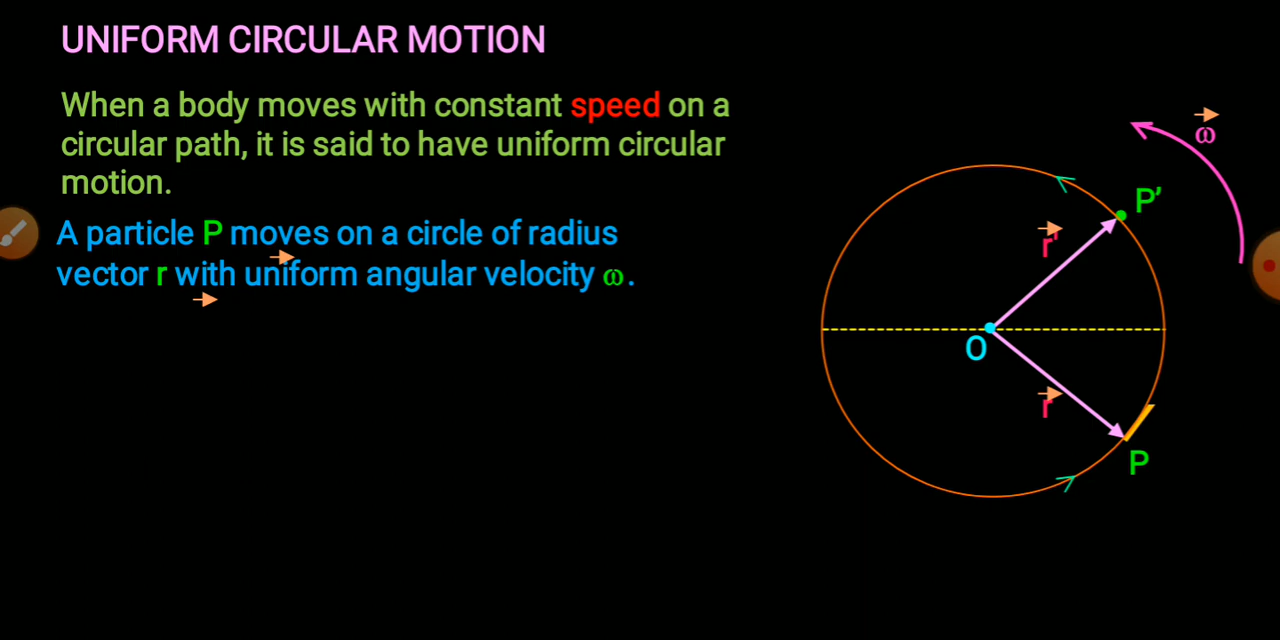 UNIFORM CIRCULAR MOTION
When a body moves with constant speed on a
circular path, it is said to have uniform circular
motion.
A particle P moves on a circle of radius
vector r with uniform angular velocity ω.
ω
P′
r′
O
r
P